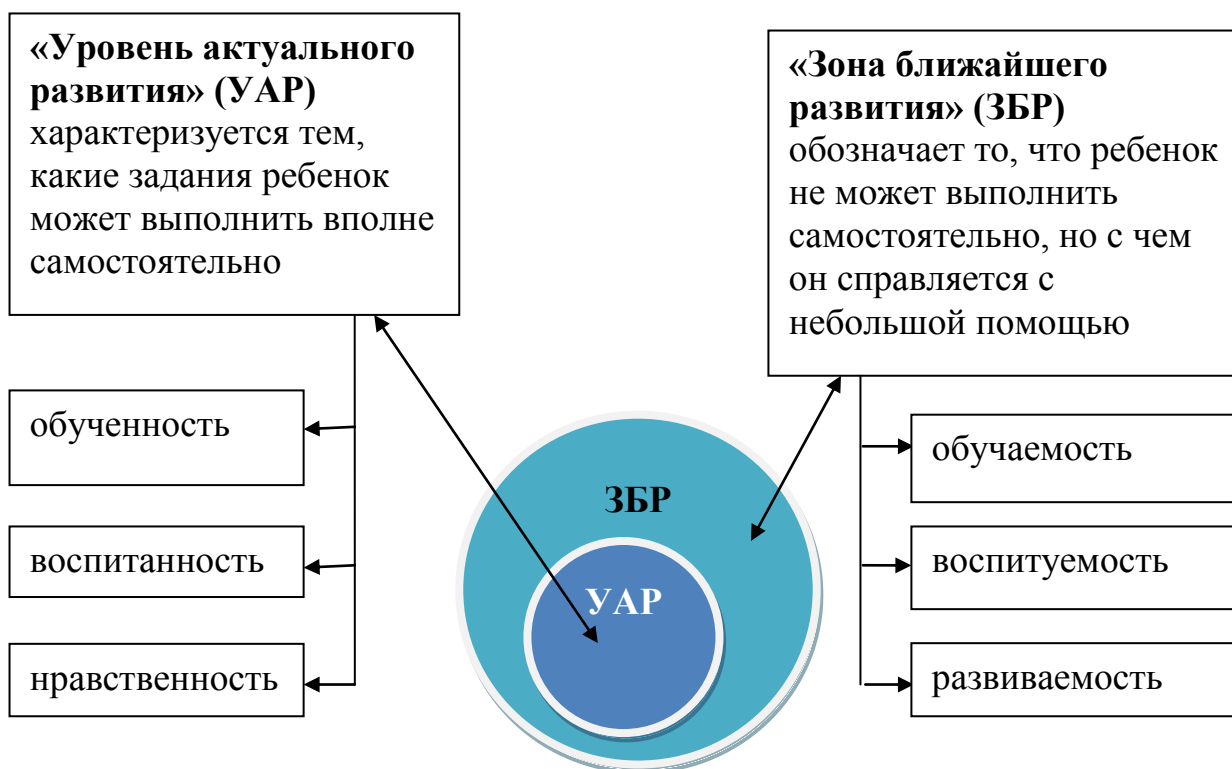 «Уровень актуального
развития» (УАР)
характеризуется тем,
какие задания ребенок
может выполнить вполне
самостоятельно
«Зона ближайшего
развития» (ЗБР)
обозначает то, что ребенок
не может выполнить
самостоятельно, но с чем
он справляется с
небольшой помощью
обученность
воспитанность
нравственность
ЗБР
УАР
обучаемость
воспитуемость
развиваемость